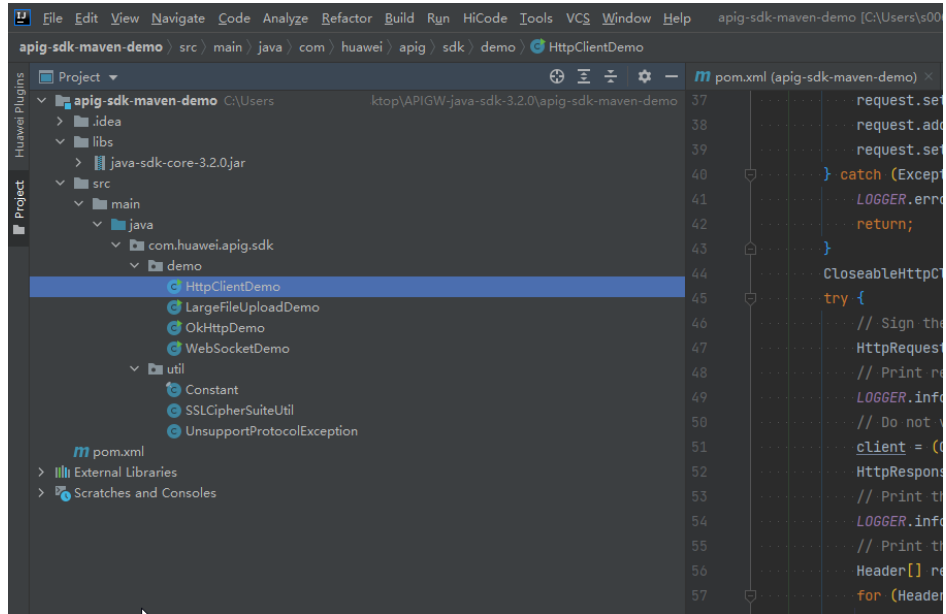 File Edit View Navigate Code Analyze Refactor Build Run HiCode Tools VCS Window Help apig-sdk-maven-demo [C:\Users\s00
apig-sdk-maven-demo src main java com huawei apig sdk demo HttpClientDemo
Huawei Plugins
Project
Project
apig-sdk-maven-demo C:\Users ktop\APIGW-java-sdk-3.2.0\apig-sdk-maven-demo
.idea
libs
java-sdk-core-3.2.0.jar
src
main
java
com.huawei.apig.sdk
demo
HttpClientDemo
LargeFileUploadDemo
OkHttpDemo
WebSocketDemo
util
Constant
SSLCipherSuiteUtil
UnsupportProtocolException
pom.xml
External Libraries
Scratches and Consoles
pom.xml (apig-sdk-maven-demo)
37 request.set
38 request.add
39 request.set
40 } catch (Except
41 LOGGER.erro
42 return;
43 }
44 CloseableHttpCl
45 try {
46 // Sign the
47 HttpRequest
48 // Print re
49 LOGGER.info
50 // Do not v
51 client = (C
52 HttpRespons
53 // Print th
54 LOGGER.info
55 // Print th
56 Header[] re
57 for (Header